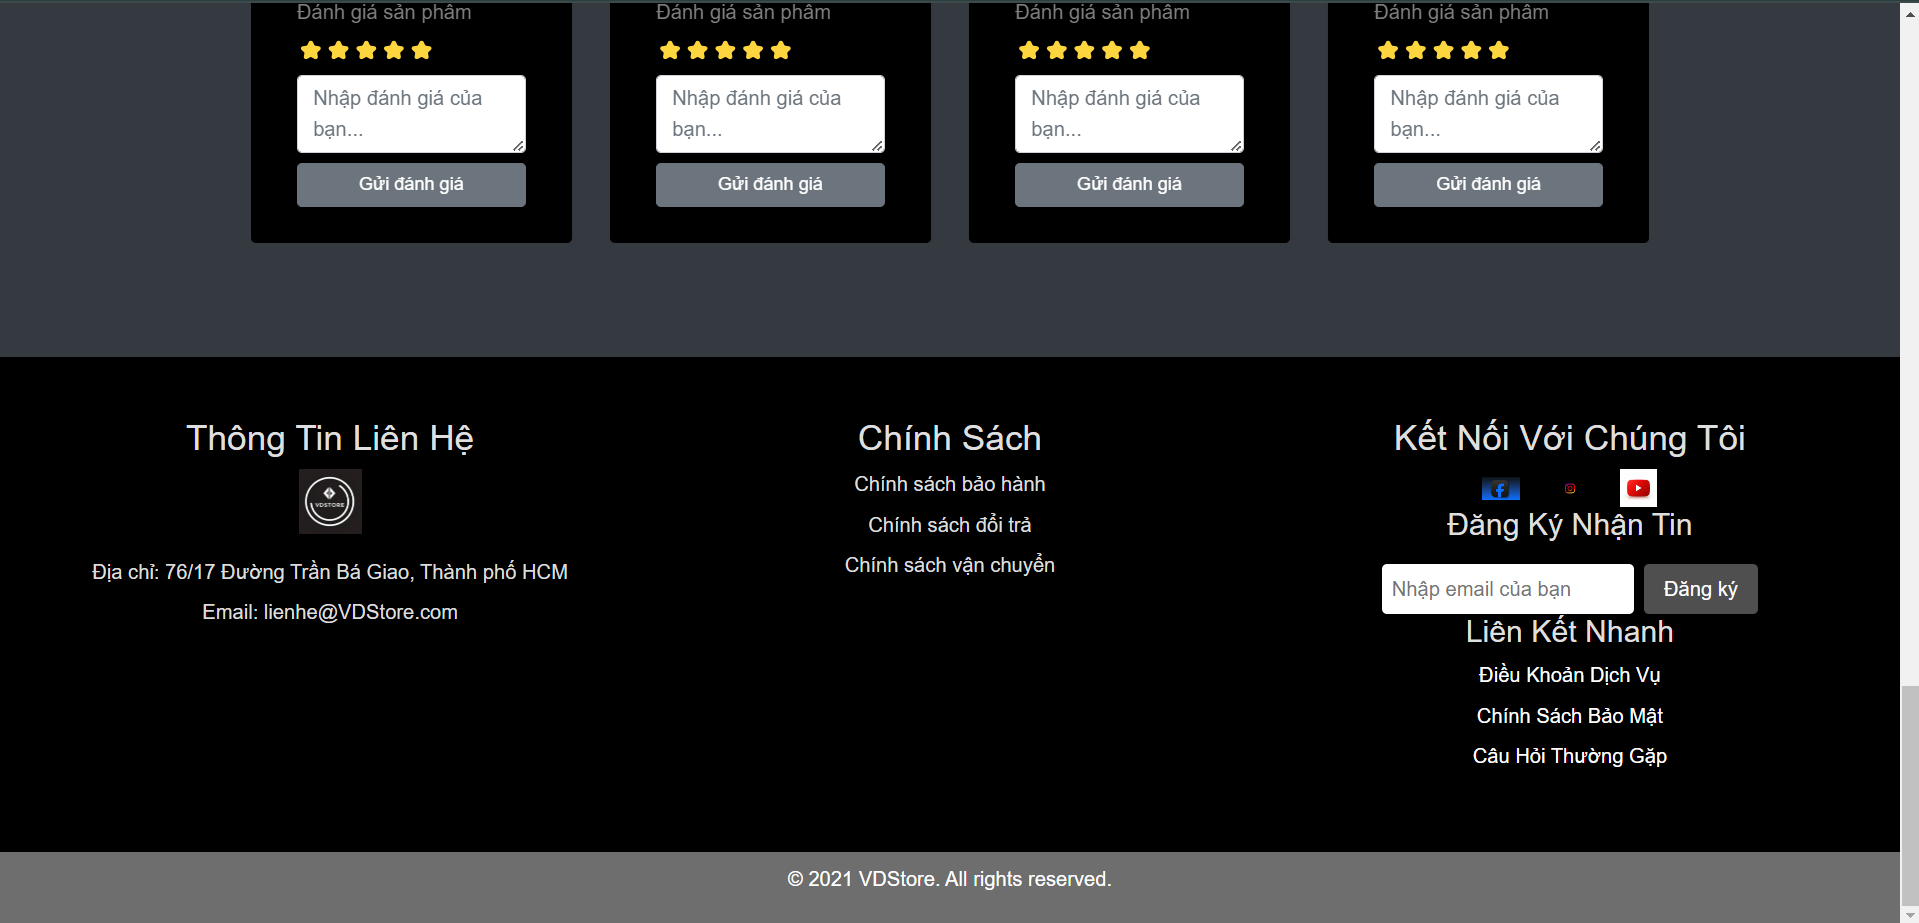 Đánh giá sản phẩm
Đánh giá sản phẩm
Đánh giá sản phẩm
Đánh giá sản phẩm
Nhập đánh giá của
bạn...
Nhập đánh giá của
bạn...
Nhập đánh giá của
bạn...
Nhập đánh giá của
bạn...
Gửi đánh giá
Gửi đánh giá
Gửi đánh giá
Gửi đánh giá
Thông Tin Liên Hệ
VDSTORE
Địa chỉ: 76/17 Đường Trần Bá Giao, Thành phố HCM
Email: lienhe@VDStore.com
Chính Sách
Chính sách bảo hành
Chính sách đổi trả
Chính sách vận chuyển
Kết Nối Với Chúng Tôi
Đăng Ký Nhận Tin
Nhập email của bạn
Đăng ký
Liên Kết Nhanh
Điều Khoản Dịch Vụ
Chính Sách Bảo Mật
Câu Hỏi Thường Gặp
© 2021 VDStore. All rights reserved.